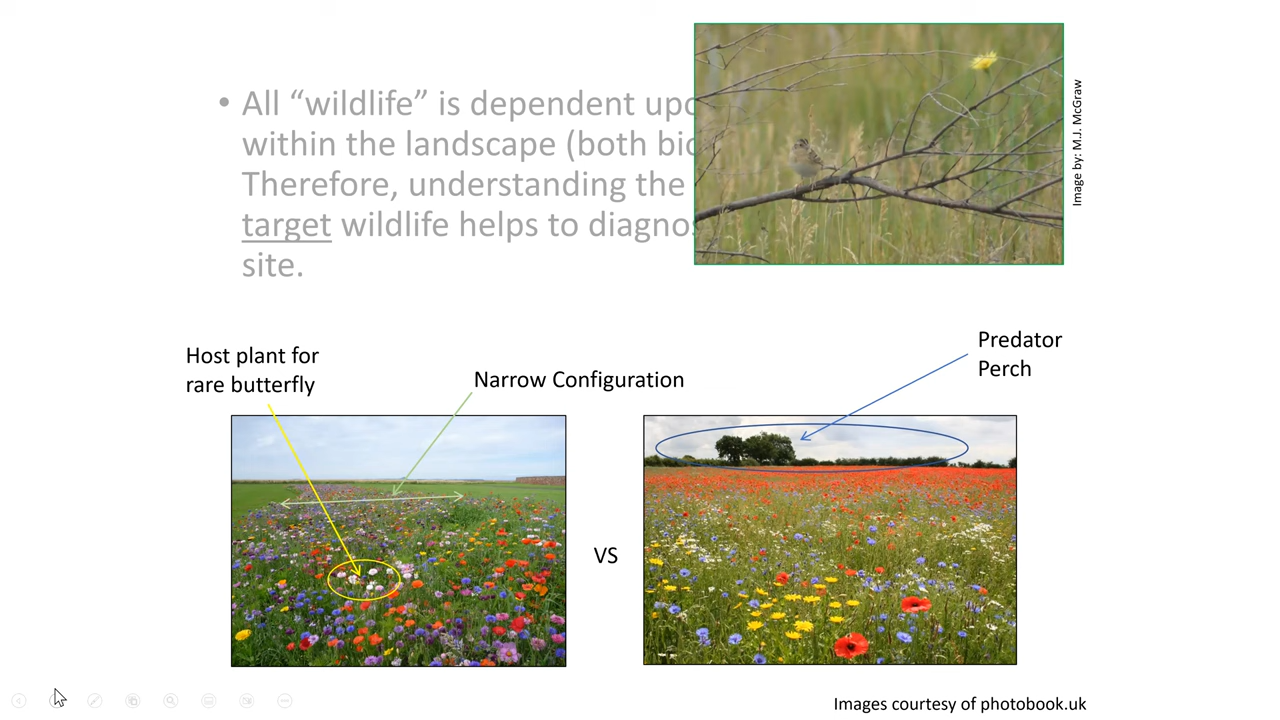 • All “wildlife” is dependent upo
within the landscape (both bio
Therefore, understanding the
target wildlife helps to diagnos
site.
Image by: M.J. McGraw
Host plant for
rare butterfly
Narrow Configuration
Predator
Perch
VS
Images courtesy of photobook.uk